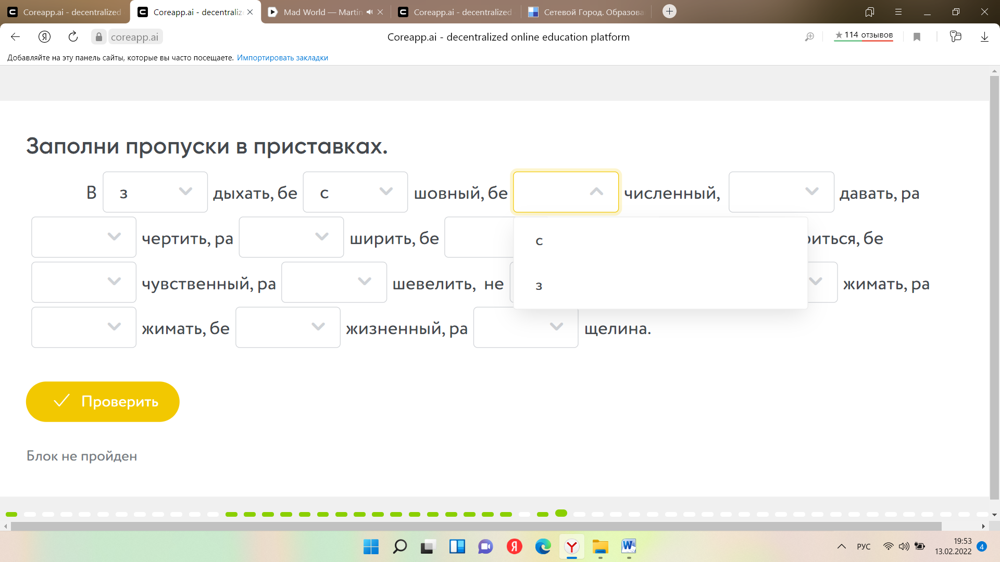 Coreapp.ai - decentralized
Coreapp.ai - decentraliz
Mad World — Martin
Coreapp.ai - decentralized
Сетевой Город. Образова
coreapp.ai
Coreapp.ai - decentralized online education platform
114 отзывов
Добавляйте на эту панель сайты, которые вы часто посещаете. Импортировать закладки
Заполни пропуски в приставках.
В з дыхать, бе с шовный, бе численный, давать, ра
чертить, ра ширить, бе риться, бе
с
чувственный, ра шевелить, не жимать, ра
з
жимать, бе жизненный, ра щелина.
Проверить
Блок не пройден
РУС
19:53
13.02.2022
4